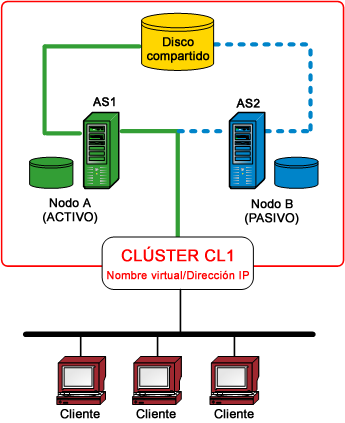 Disco
compartido
AS1
AS2
Nodo A
(ACTIVO)
Nodo B
(PASIVO)
CLÚSTER CL1
Nombre virtual/Dirección IP
Cliente
Cliente
Cliente